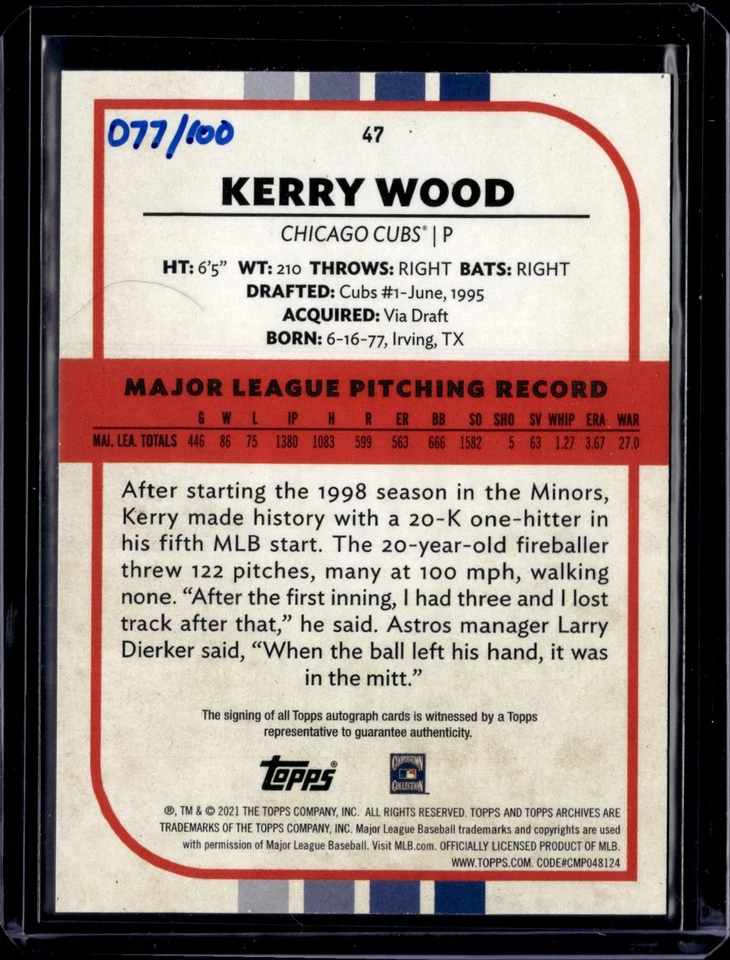 077/100
47
KERRY WOOD
CHICAGO CUBS® | P
HT: 6'5" WT: 210 THROWS: RIGHT BATS: RIGHT
DRAFTED: Cubs #1-June, 1995
ACQUIRED: Via Draft
BORN: 6-16-77, Irving, TX
MAJOR LEAGUE PITCHING RECORD
G W L IP H R ER BB SO SHO SV WHIP ERA WAR
MAJ. LEA. TOTALS 446 86 75 1380 1083 599 563 666 1582 5 63 1.27 3.67 27.0
After starting the 1998 season in the Minors,
Kerry made history with a 20-K one-hitter in
his fifth MLB start. The 20-year-old fireballer
threw 122 pitches, many at 100 mph, walking
none. “After the first inning, I had three and I lost
track after that,” he said. Astros manager Larry
Dierker said, “When the ball left his hand, it was
in the mitt.”
The signing of all Topps autograph cards is witnessed by a Topps
representative to guarantee authenticity.
Topps®
COOPERSTOWN
COLLECTION
®, TM & © 2021 THE TOPPS COMPANY, INC. ALL RIGHTS RESERVED. TOPPS AND TOPPS ARCHIVES ARE
TRADEMARKS OF THE TOPPS COMPANY, INC. Major League Baseball trademarks and copyrights are used
with permission of Major League Baseball. Visit MLB.com. OFFICIALLY LICENSED PRODUCT OF MLB.
WWW.TOPPS.COM. CODE#CMP048124